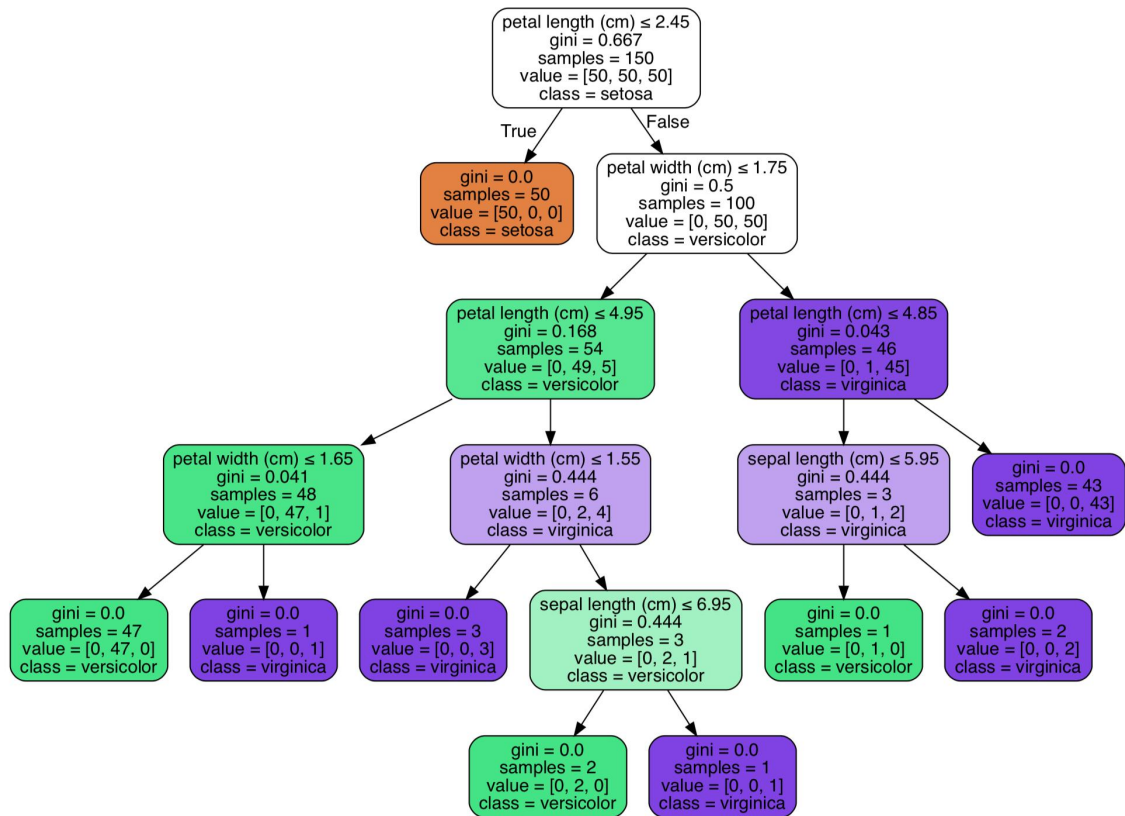 petal length (cm) ≤ 2.45
gini = 0.667
samples = 150
value = [50, 50, 50]
class = setosa
True
False
gini = 0.0
samples = 50
value = [50, 0, 0]
class = setosa
petal width (cm) ≤ 1.75
gini = 0.5
samples = 100
value = [0, 50, 50]
class = versicolor
petal length (cm) ≤ 4.95
gini = 0.168
samples = 54
value = [0, 49, 5]
class = versicolor
petal length (cm) ≤ 4.85
gini = 0.043
samples = 46
value = [0, 1, 45]
class = virginica
petal width (cm) ≤ 1.65
gini = 0.041
samples = 48
value = [0, 47, 1]
class = versicolor
petal width (cm) ≤ 1.55
gini = 0.444
samples = 6
value = [0, 2, 4]
class = virginica
sepal length (cm) ≤ 5.95
gini = 0.444
samples = 3
value = [0, 1, 2]
class = virginica
gini = 0.0
samples = 43
value = [0, 0, 43]
class = virginica
gini = 0.0
samples = 47
value = [0, 47, 0]
class = versicolor
gini = 0.0
samples = 1
value = [0, 0, 1]
class = virginica
gini = 0.0
samples = 3
value = [0, 0, 3]
class = virginica
sepal length (cm) ≤ 6.95
gini = 0.444
samples = 3
value = [0, 2, 1]
class = versicolor
gini = 0.0
samples = 1
value = [0, 1, 0]
class = versicolor
gini = 0.0
samples = 2
value = [0, 0, 2]
class = virginica
gini = 0.0
samples = 2
value = [0, 2, 0]
class = versicolor
gini = 0.0
samples = 1
value = [0, 0, 1]
class = virginica